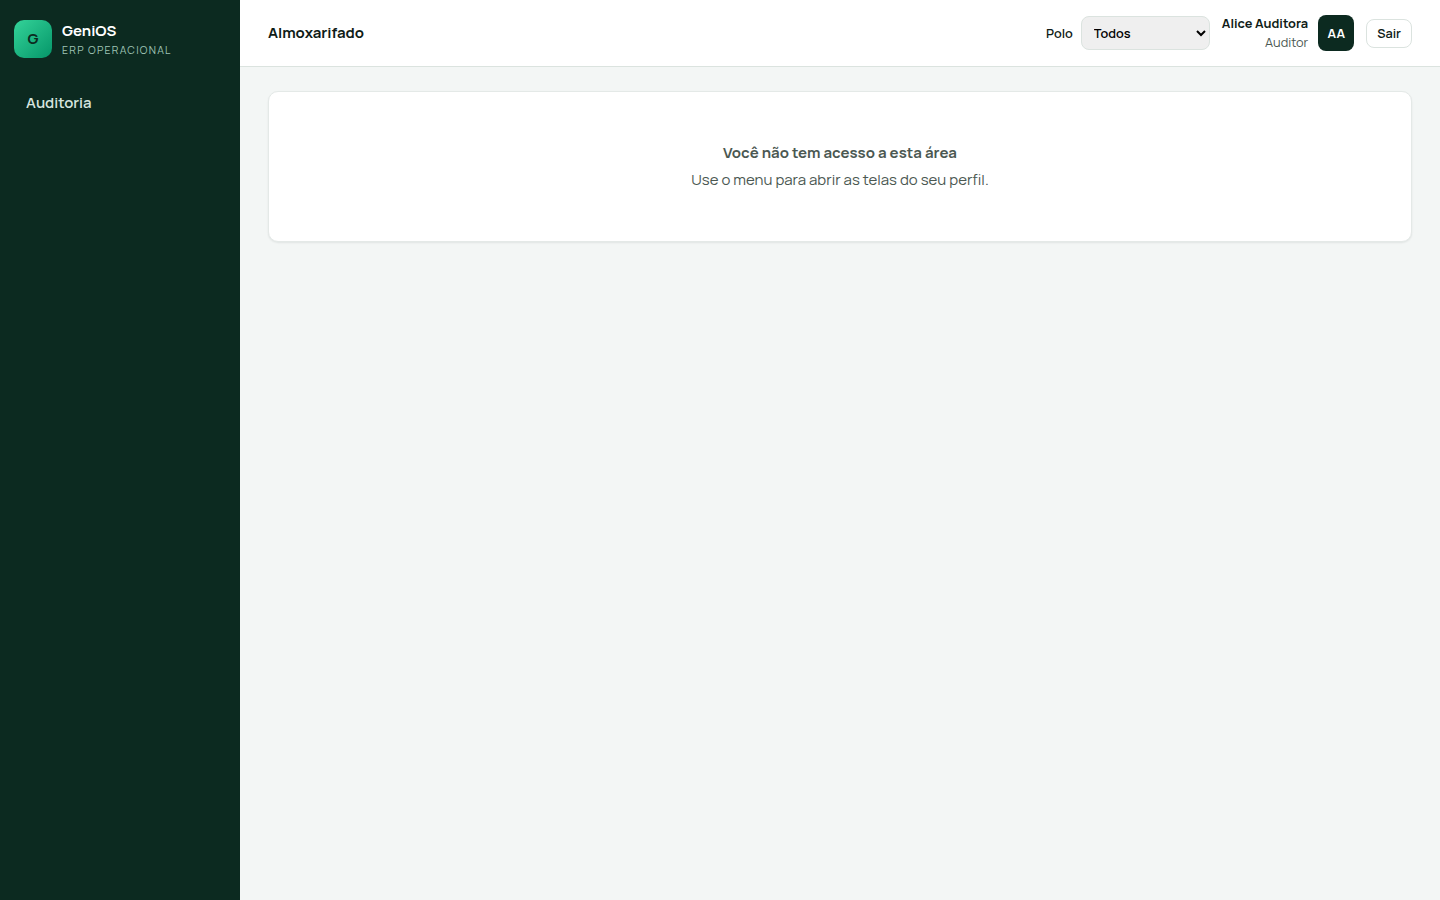 G
GeniOS
ERP OPERACIONAL
Auditoria
Almoxarifado
Polo
Todos
Alice Auditora
Auditor
AA
Sair
Você não tem acesso a esta área
Use o menu para abrir as telas do seu perfil.